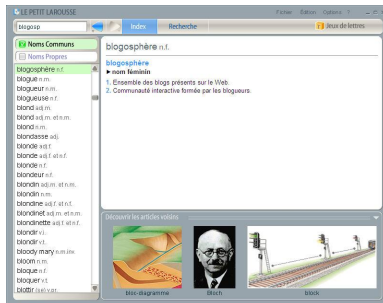 LE PETIT LAROUSSE
Fichier Edition Options ?
blogosp
Index
Recherche
Jeux de lettres
Noms Communs
Noms Propres
blogosphère n.f.
blogue n.m.
blogueur n.m.
blogueuse n.f.
blond adj.m.
blond adj.m. et n.m.
blond n.m.
blondasse adj.
blonde adj.f.
blonde adj.f. et n.f.
blonde n.f.
blondeur n.f.
blondin adj.m. et n.m.
blondin n.m.
blondine adj.f. et n.f.
blondinet adj.m. et n.m.
blondinette adj.f. et n.f.
blondir v.i.
blondir v.t.
bloody mary n.m.inv.
bloom n.m.
bloque n.f.
bloquer v.t.
blottir (se) v.pr.
blogosphère n.f.
blogosphère
nom féminin
1. Ensemble des blogs présents sur le Web.
2. Communauté interactive formée par les blogueurs.
Découvrir les articles voisins
bloc-diagramme
Bloch
block